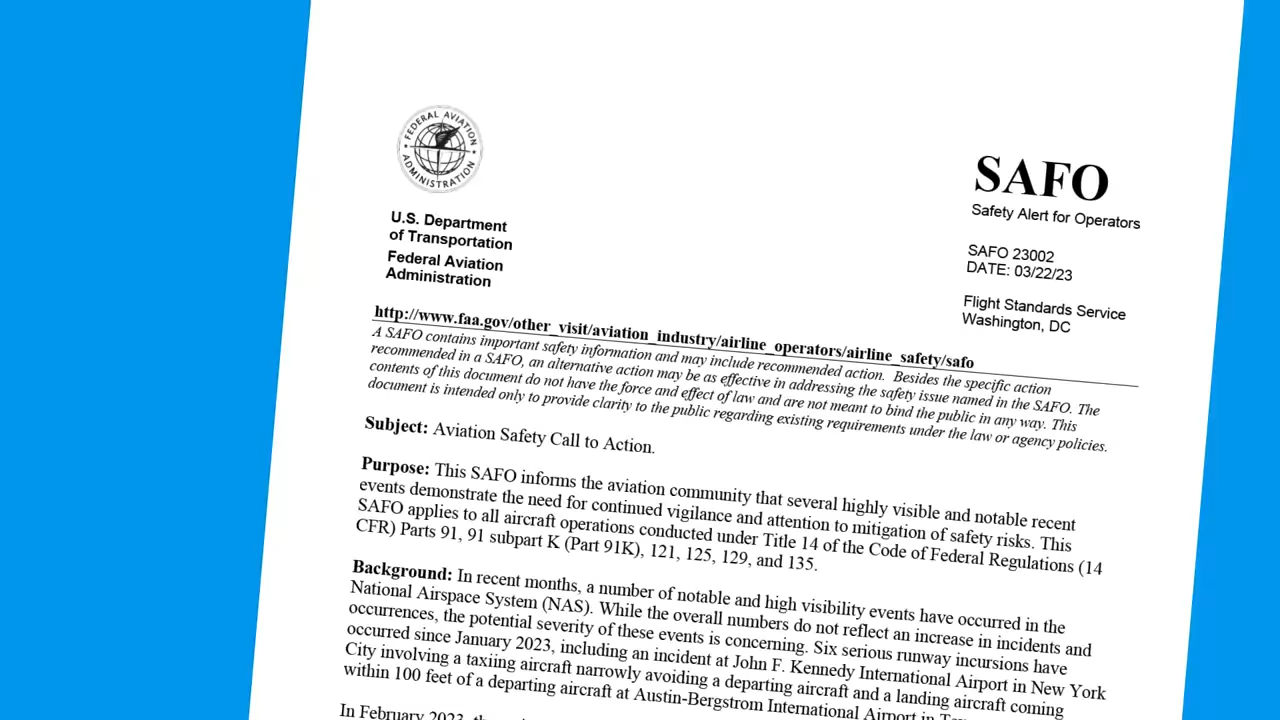 FEDERAL AVIATION
ADMINISTRATION
U.S. Department
of Transportation
Federal Aviation
Administration
SAFO
Safety Alert for Operators
SAFO 23002
DATE: 03/22/23
Flight Standards Service
Washington, DC
http://www.faa.gov/other_visit/aviation_industry/airline_operators/airline_safety/safo
A SAFO contains important safety information and may include recommended action. Besides the specific action
recommended in a SAFO, an alternative action may be as effective in addressing the safety issue named in the SAFO. The
contents of this document do not have the force and effect of law and are not meant to bind the public in any way. This
document is intended only to provide clarity to the public regarding existing requirements under the law or agency policies.
Subject: Aviation Safety Call to Action.
Purpose: This SAFO informs the aviation community that several highly visible and notable recent
events demonstrate the need for continued vigilance and attention to mitigation of safety risks. This
SAFO applies to all aircraft operations conducted under Title 14 of the Code of Federal Regulations (14
CFR) Parts 91, 91 subpart K (Part 91K), 121, 125, 129, and 135.
Background: In recent months, a number of notable and high visibility events have occurred in the
National Airspace System (NAS). While the overall numbers do not reflect an increase in incidents and
occurrences, the potential severity of these events is concerning. Six serious runway incursions have
occurred since January 2023, including an incident at John F. Kennedy International Airport in New York
City involving a taxiing aircraft narrowly avoiding a departing aircraft and a landing aircraft coming
within 100 feet of a departing aircraft at Austin-Bergstrom International Airport in
In February 2023,